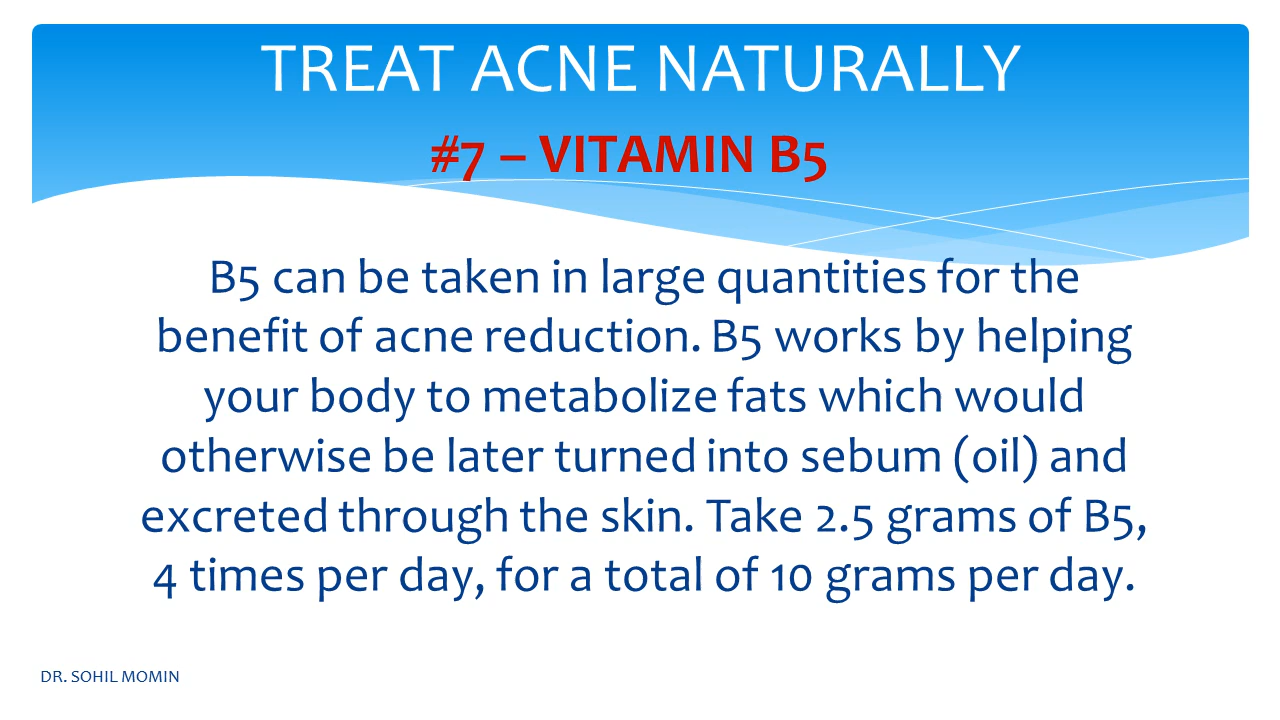 TREAT ACNE NATURALLY
#7 – VITAMIN B5
B5 can be taken in large quantities for the
benefit of acne reduction. B5 works by helping
your body to metabolize fats which would
otherwise be later turned into sebum (oil) and
excreted through the skin. Take 2.5 grams of B5,
4 times per day, for a total of 10 grams per day.
DR. SOHIL MOMIN